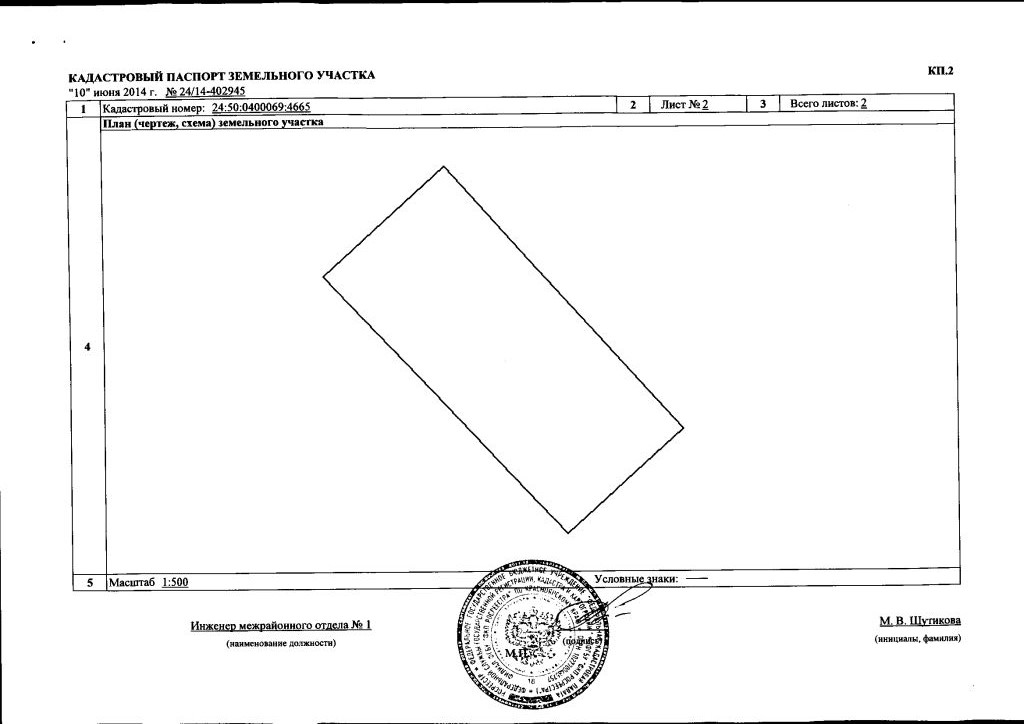 КАДАСТРОВЫЙ ПАСПОРТ ЗЕМЕЛЬНОГО УЧАСТКА
КП.2
"10" июня 2014 г. № 24/14-402945
1 Кадастровый номер: 24:50:0400069:4665 2 Лист № 2 3 Всего листов: 2
План (чертеж, схема) земельного участка
4
5 Масштаб 1:500 Условные знаки:
Инженер межрайонного отдела № 1
(наименование должности)
М.П.
(подпись)
М. В. Шутикова
(инициалы, фамилия)